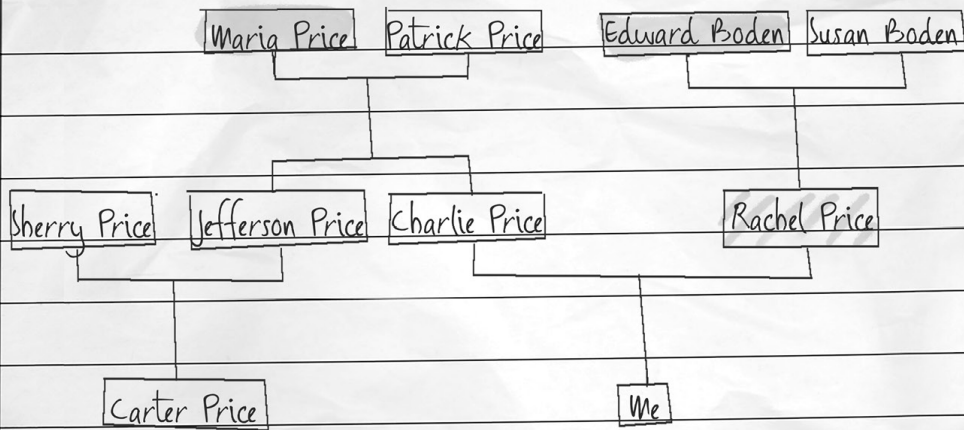 Maria Price Patrick Price Edward Boden Susan Boden
Sherry Price Jefferson Price Charlie Price Rachel Price
Carter Price Me